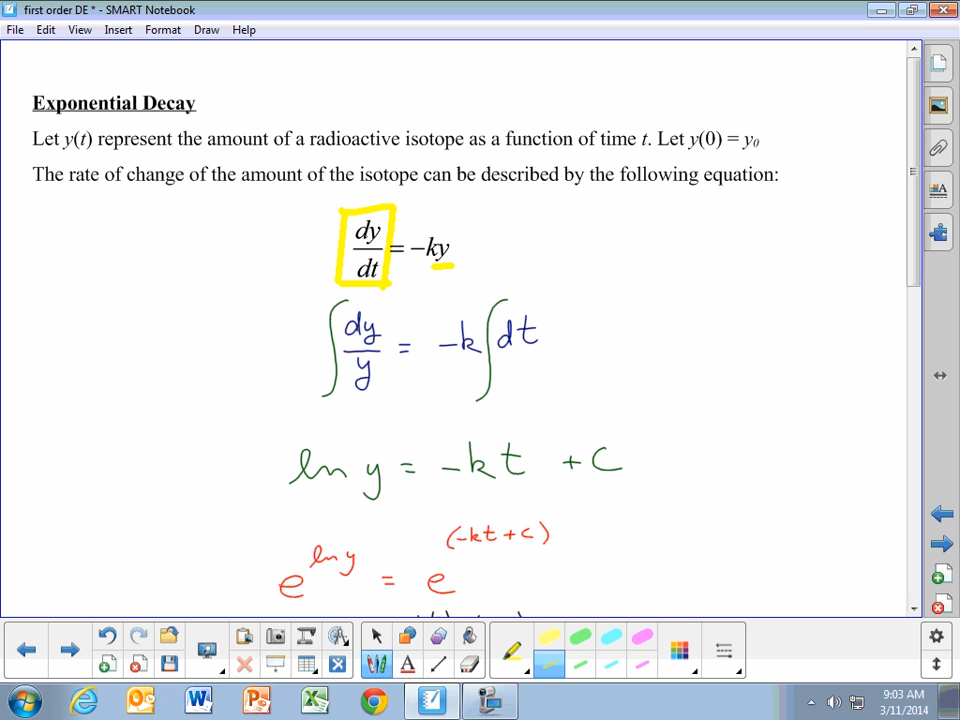 first order DE * - SMART Notebook
File Edit View Insert Format Draw Help
Exponential Decay
Let y(t) represent the amount of a radioactive isotope as a function of time t. Let y(0) = y₀
The rate of change of the amount of the isotope can be described by the following equation:
dy/dt = -ky
∫ dy/y = -k ∫ dt
ln y = -kt + C
e^(ln y) = e^(-kt + c)
9:03 AM
3/11/2014